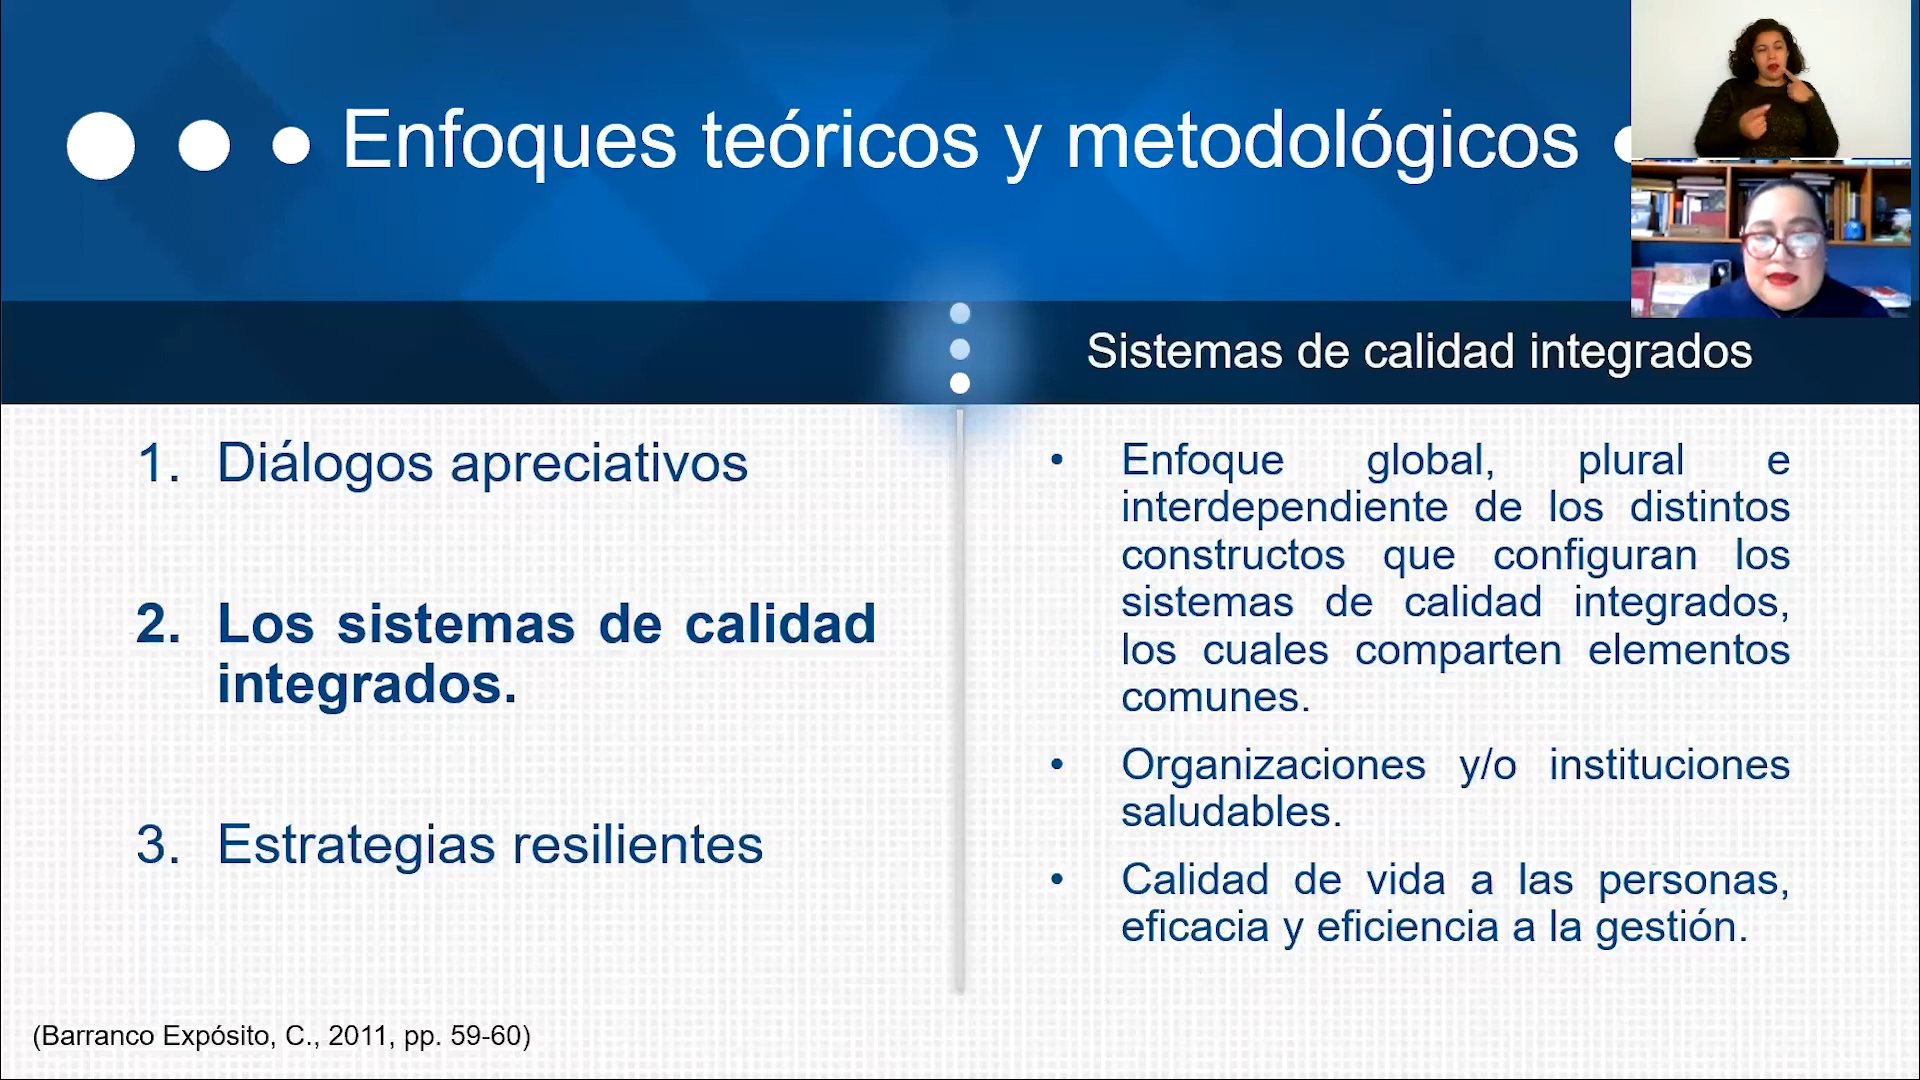 Enfoques teóricos y metodológicos
Sistemas de calidad integrados
1. Diálogos apreciativos
2. Los sistemas de calidad
integrados.
3. Estrategias resilientes
• Enfoque global, plural e
interdependiente de los distintos
constructos que configuran los
sistemas de calidad integrados,
los cuales comparten elementos
comunes.
• Organizaciones y/o instituciones
saludables.
• Calidad de vida a las personas,
eficacia y eficiencia a la gestión.
(Barranco Expósito, C., 2011, pp. 59-60)